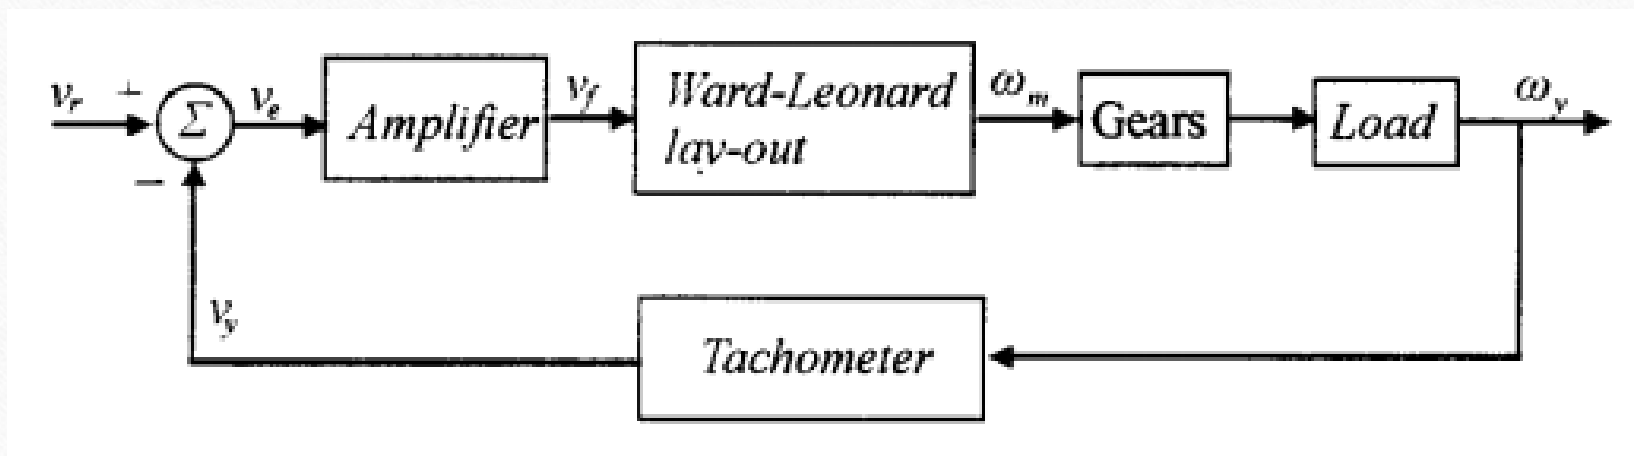 v_r
+
Σ
−
v_e
Amplifier
v_f
Ward-Leonard
lay-out
ω_m
Gears
Load
ω_y
v_y
Tachometer